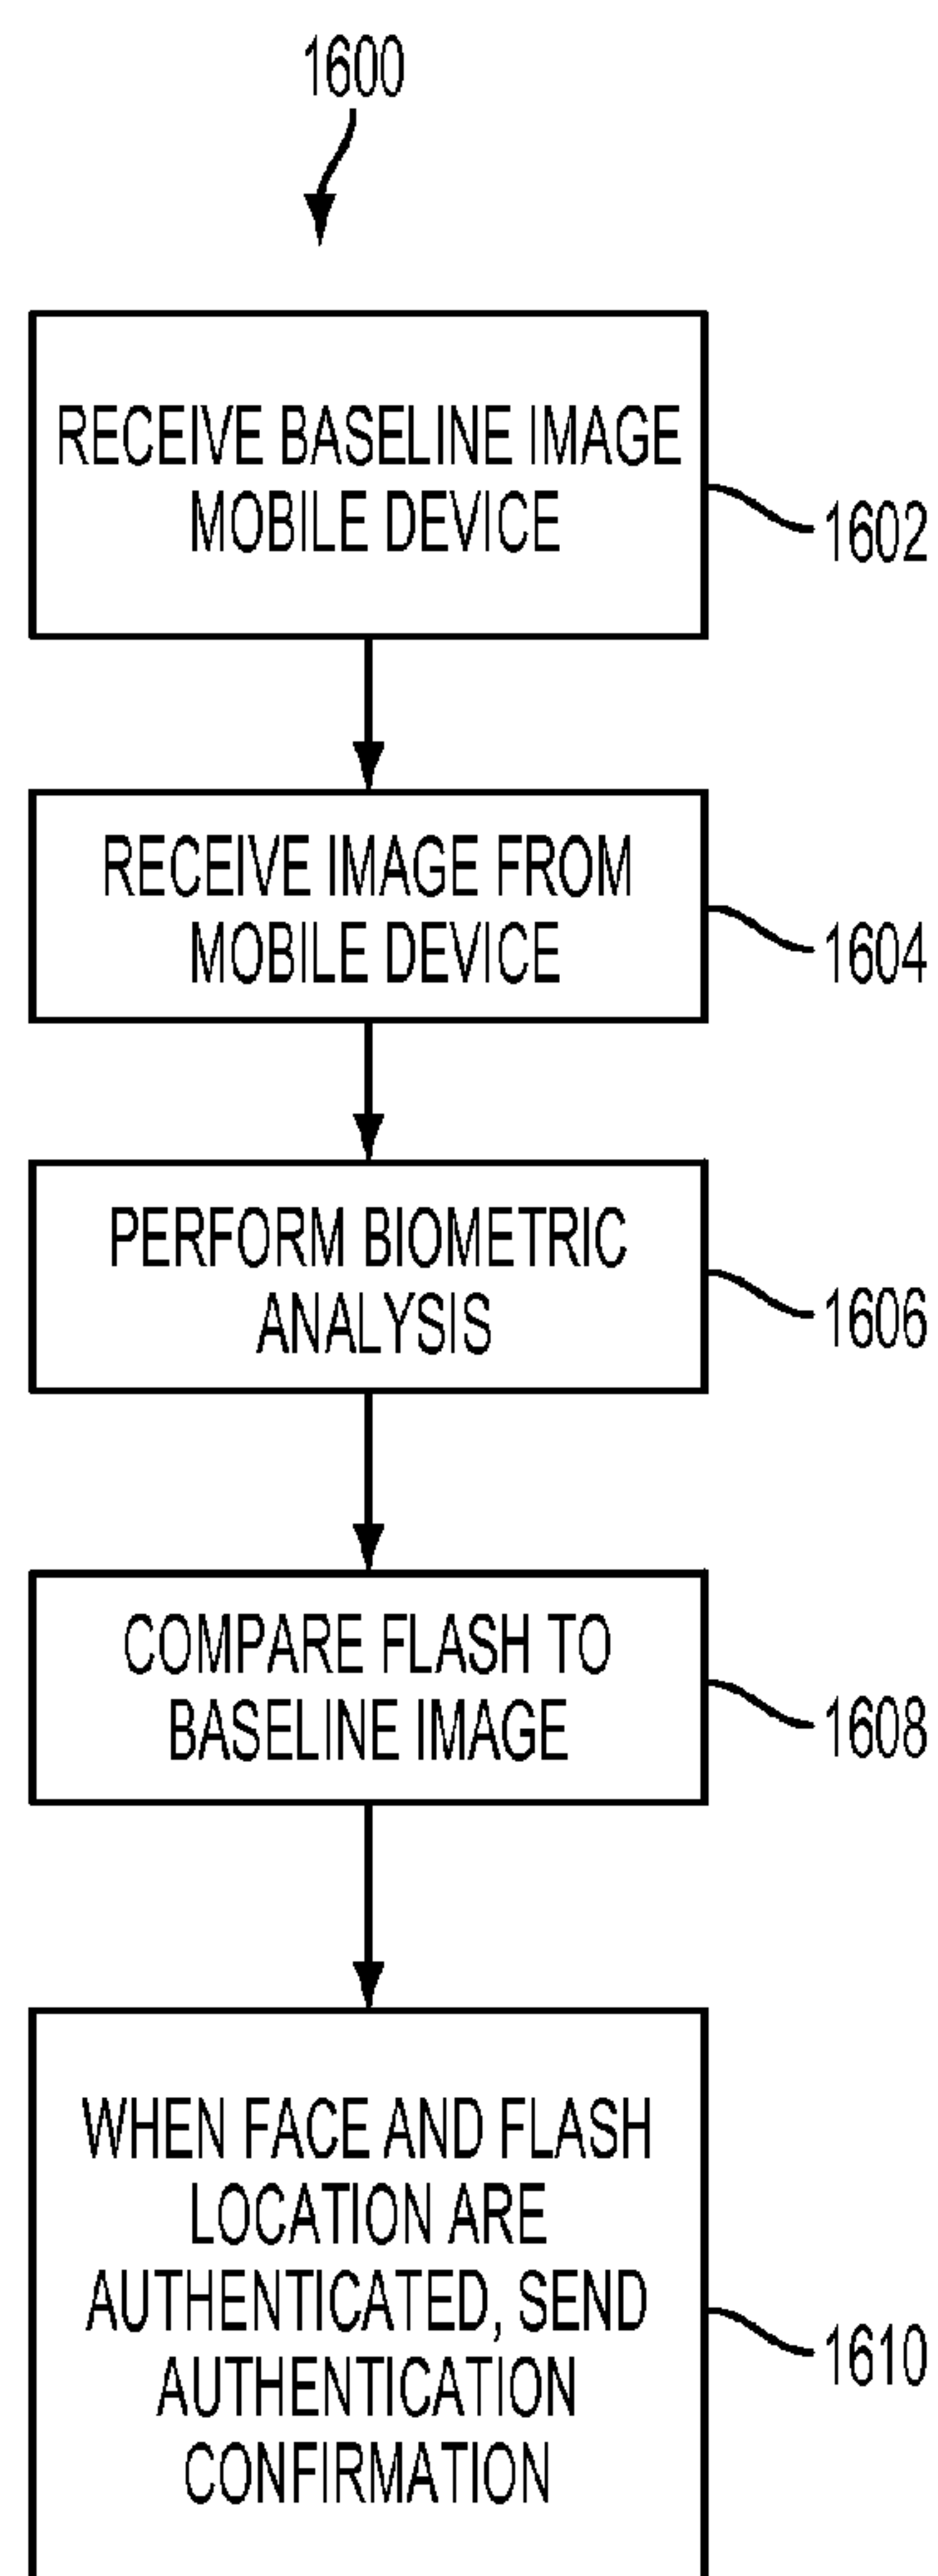 1600
RECEIVE BASELINE IMAGE
MOBILE DEVICE
1602
RECEIVE IMAGE FROM
MOBILE DEVICE
1604
PERFORM BIOMETRIC
ANALYSIS
1606
COMPARE FLASH TO
BASELINE IMAGE
1608
WHEN FACE AND FLASH
LOCATION ARE
AUTHENTICATED, SEND
AUTHENTICATION
CONFIRMATION
1610